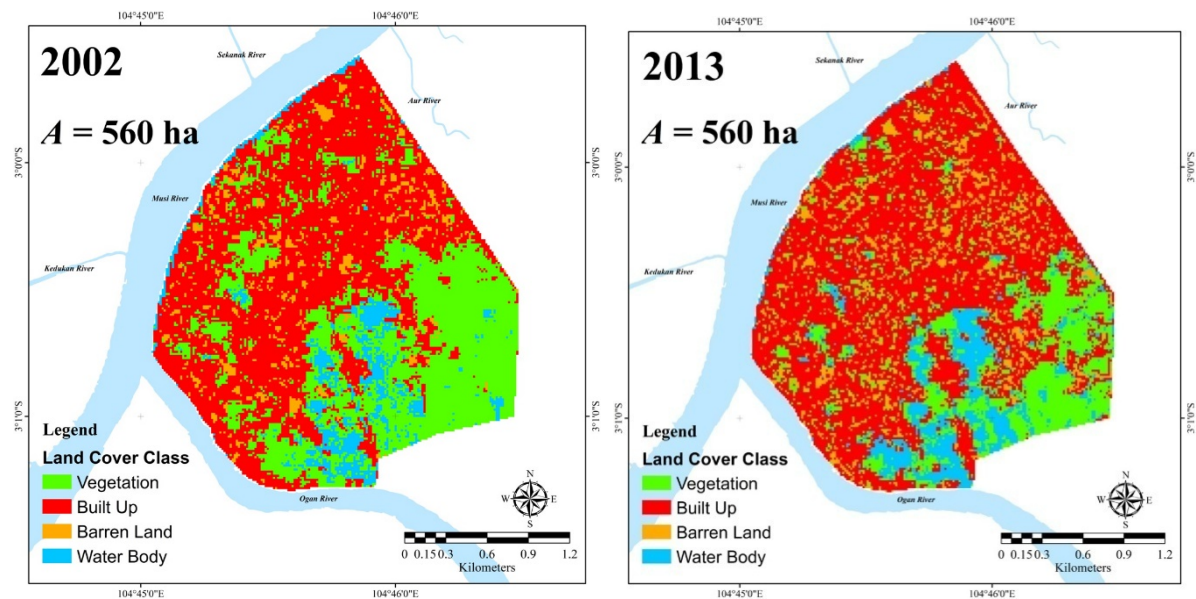 104°45'0"E 104°46'0"E
2002
A = 560 ha
Sekanak River
Aur River
3°0'0"S
3°0'0"S
Musi River
Kedukan River
3°1'0"S
3°1'0"S
Legend
Land Cover Class
Vegetation
Built Up
Barren Land
Water Body
Ogan River
N
W E
S
0 0.15 0.3 0.6 0.9 1.2
Kilometers
104°45'0"E 104°46'0"E
104°45'0"E 104°46'0"E
2013
A = 560 ha
Sekanak River
Aur River
3°0'0"S
3°0'0"S
Musi River
Kedukan River
3°1'0"S
3°1'0"S
Legend
Land Cover Class
Vegetation
Built Up
Barren Land
Water Body
Ogan River
N
W E
S
0 0.15 0.3 0.6 0.9 1.2
Kilometers
104°45'0"E 104°46'0"E